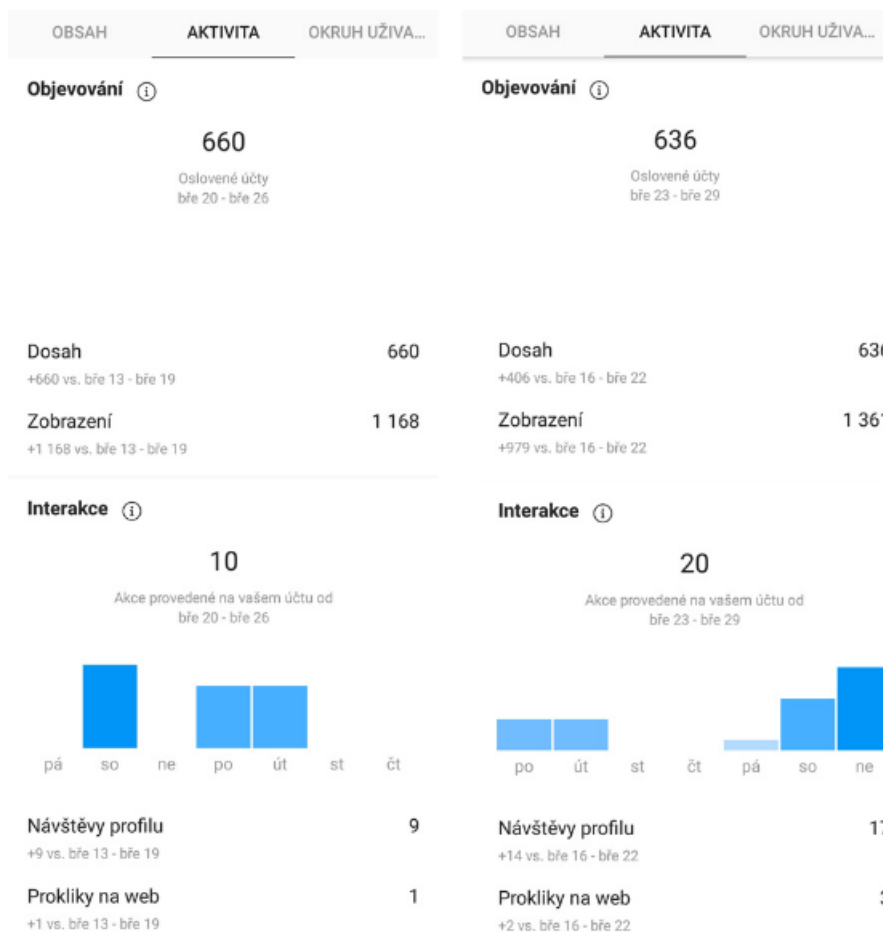 OBSAH
AKTIVITA
OKRUH UŽIVA...
Objevování
660
Oslovené účty
bře 20 - bře 26
Dosah
660
+660 vs. bře 13 - bře 19
Zobrazení
1 168
+1 168 vs. bře 13 - bře 19
Interakce
10
Akce provedené na vašem účtu od
bře 20 - bře 26
pá so ne po út st čt
Návštěvy profilu
9
+9 vs. bře 13 - bře 19
Prokliky na web
1
+1 vs. bře 13 - bře 19
OBSAH
AKTIVITA
OKRUH UŽIVA...
Objevování
636
Oslovené účty
bře 23 - bře 29
Dosah
636
+406 vs. bře 16 - bře 22
Zobrazení
1 361
+979 vs. bře 16 - bře 22
Interakce
20
Akce provedené na vašem účtu od
bře 23 - bře 29
po út st čt pá so ne
Návštěvy profilu
17
+14 vs. bře 16 - bře 22
Prokliky na web
3
+2 vs. bře 16 - bře 22